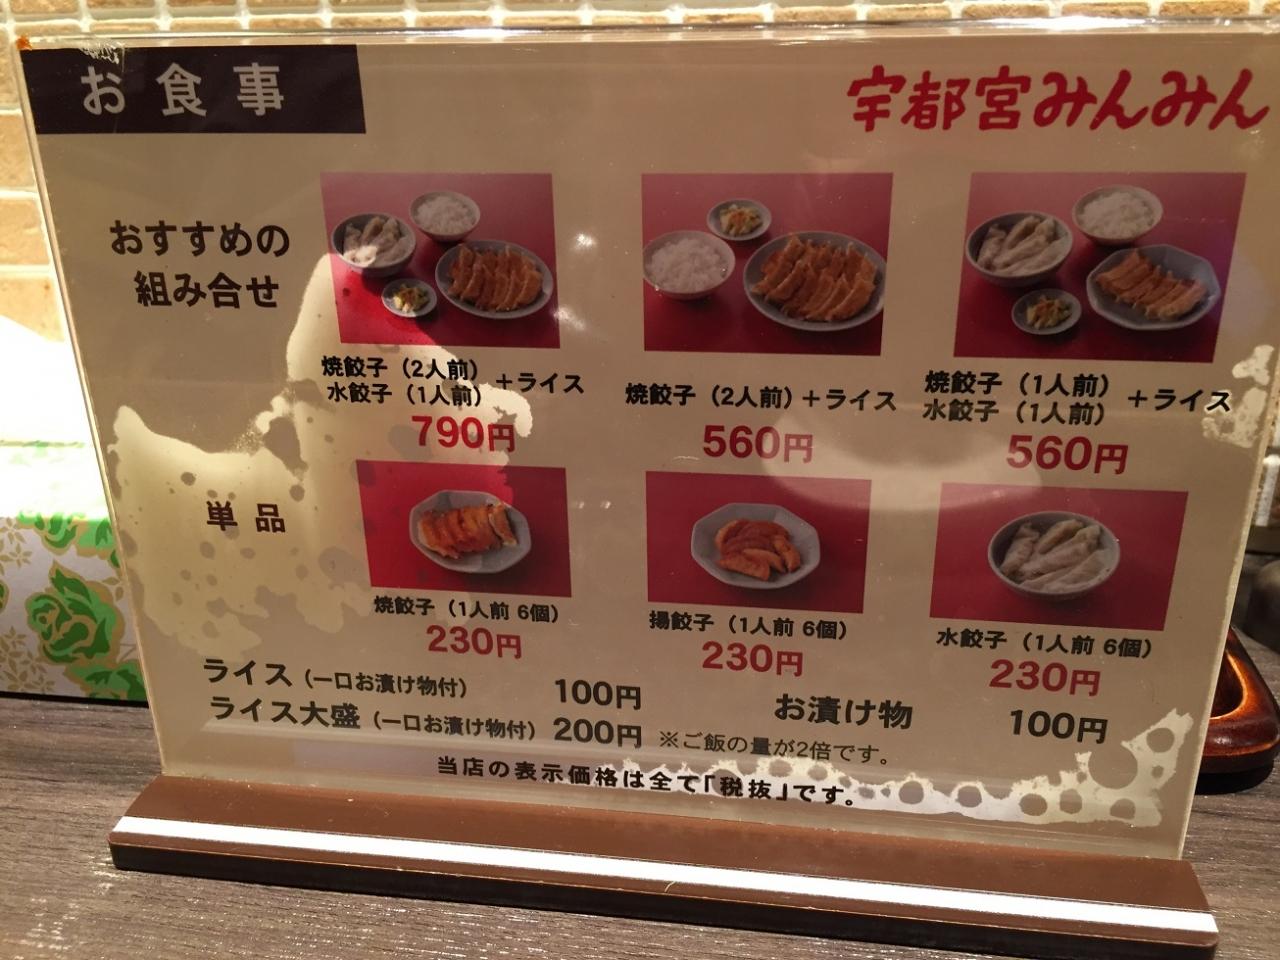 お食事
宇都宮みんみん
おすすめの
組み合せ
焼餃子（2人前）
水餃子（1人前）
＋ライス
790円
焼餃子（2人前）＋ライス
560円
焼餃子（1人前）
水餃子（1人前）
＋ライス
560円
単品
焼餃子（1人前 6個）
230円
揚餃子（1人前 6個）
230円
水餃子（1人前 6個）
230円
ライス（一口お漬け物付） 100円
ライス大盛（一口お漬け物付） 200円 ※ご飯の量が2倍です。
お漬け物 100円
当店の表示価格は全て「税抜」です。